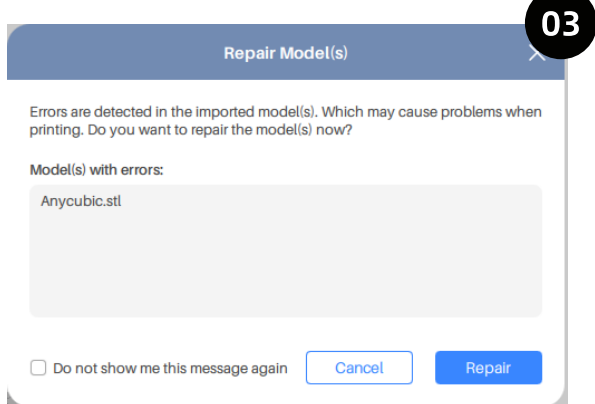 03
Repair Model(s)
Errors are detected in the imported model(s). Which may cause problems when
printing. Do you want to repair the model(s) now?
Model(s) with errors:
Anycubic.stl
Do not show me this message again
Cancel
Repair